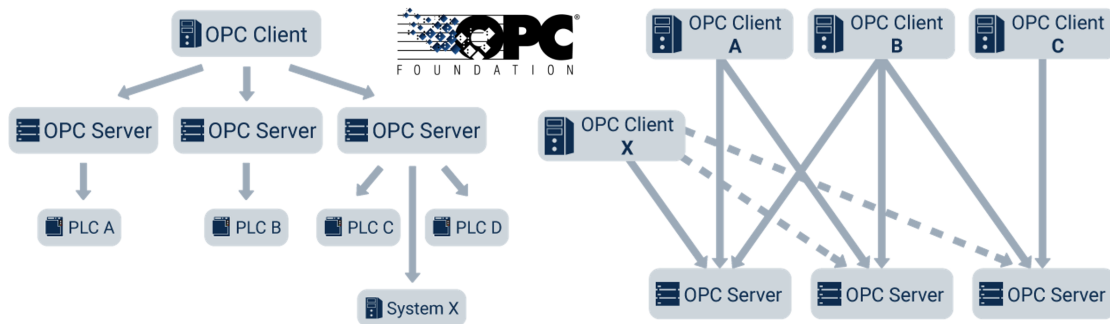 OPC Client
OPC Server
OPC Server
OPC Server
PLC A
PLC B
PLC C
PLC D
System X
OPC
®
FOUNDATION
OPC Client
A
OPC Client
B
OPC Client
C
OPC Client
X
OPC Server
OPC Server
OPC Server